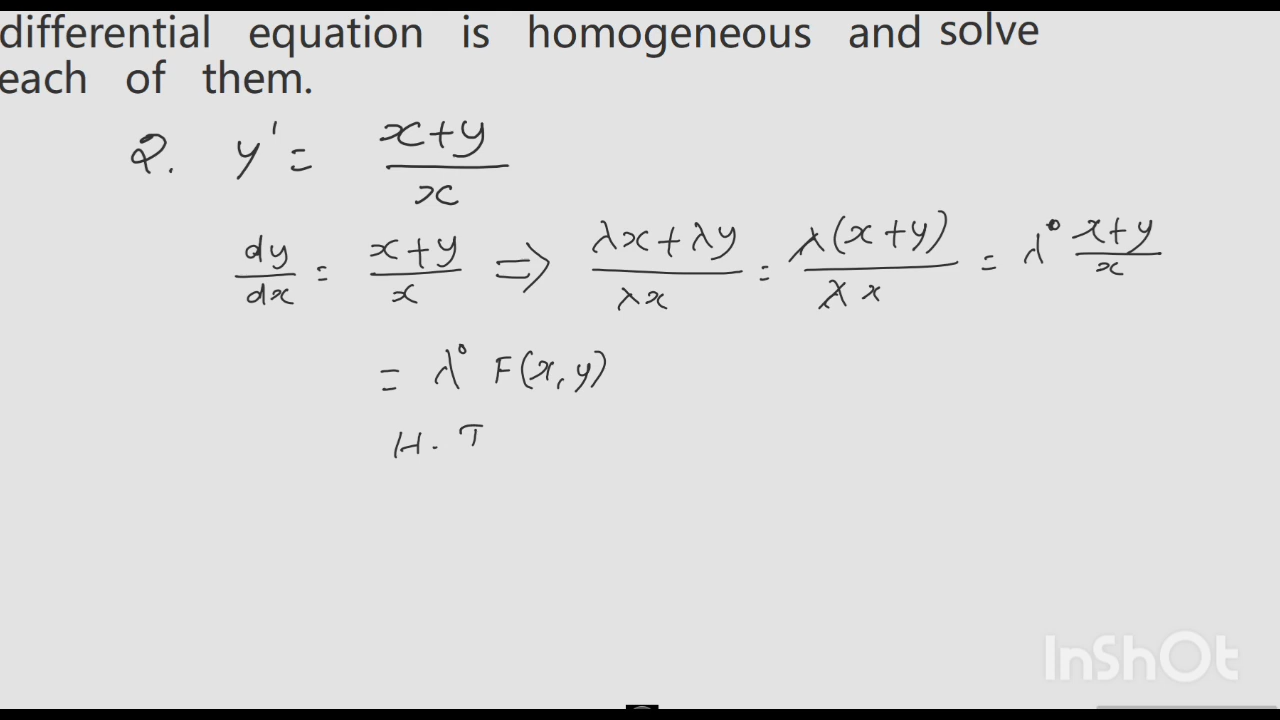 differential equation is homogeneous and solve
each of them.
2. y' = x+y / x
dy/dx = x+y / x ⇒ λx+λy / λx = λ(x+y) / λx = λ⁰ x+y / x
= λ⁰ F(x, y)
H. T
InShOt